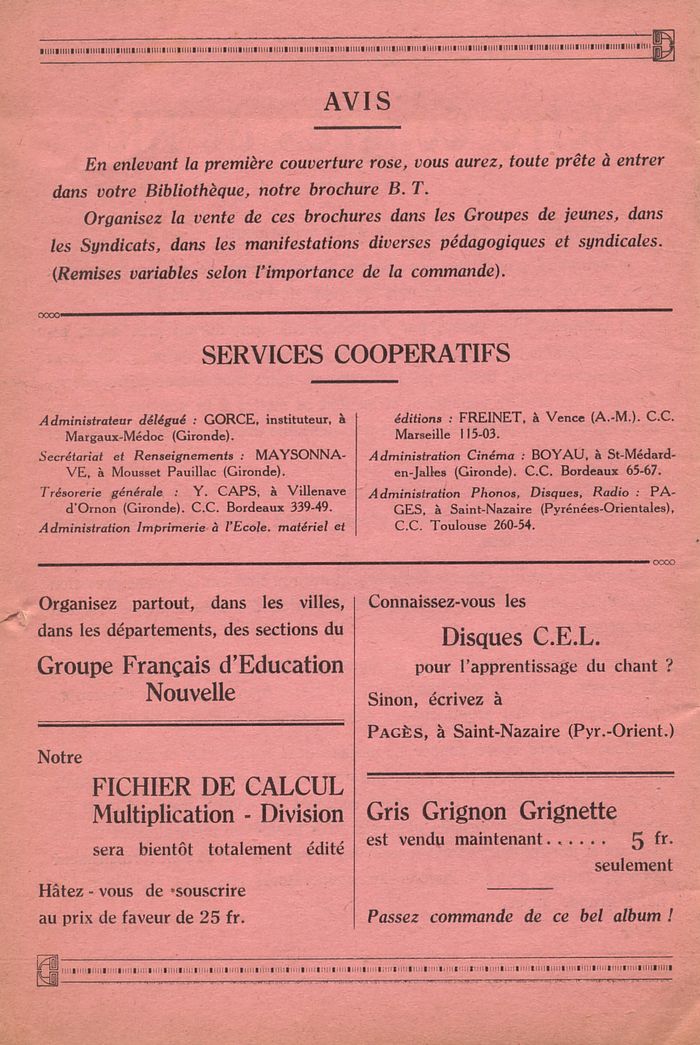 AVIS
En enlevant la première couverture rose, vous aurez, toute prête à entrer
dans votre Bibliothèque, notre brochure B. T.
Organisez la vente de ces brochures dans les Groupes de jeunes, dans
les Syndicats, dans les manifestations diverses pédagogiques et syndicales.
(Remises variables selon l'importance de la commande).
SERVICES COOPERATIFS
Administrateur délégué : GORCE, instituteur, à
Margaux-Médoc (Gironde).
Secrétariat et Renseignements : MAYSONNA-
VE, à Mousset Pauillac (Gironde).
Trésorerie générale : Y. CAPS, à Villenave
d'Ornon (Gironde). C.C. Bordeaux 339-49.
Administration Imprimerie à l'Ecole. matériel et
éditions : FREINET, à Vence (A.-M.). C.C.
Marseille 115-03.
Administration Cinéma : BOYAU, à St-Médard-
en-Jalles (Gironde). C.C. Bordeaux 65-67.
Administration Phonos, Disques, Radio : PA-
GES, à Saint-Nazaire (Pyrénées-Orientales),
C.C. Toulouse 260-54.
Organisez partout, dans les villes,
dans les départements, des sections du
Groupe Français d'Education
Nouvelle
Notre
FICHIER DE CALCUL
Multiplication - Division
sera bientôt totalement édité
Hâtez - vous de souscrire
au prix de faveur de 25 fr.
Connaissez-vous les
Disques C.E.L.
pour l'apprentissage du chant ?
Sinon, écrivez à
PAGÈS, à Saint-Nazaire (Pyr.-Orient.)
Gris Grignon Grignette
est vendu maintenant...... 5 fr.
seulement
Passez commande de ce bel album !